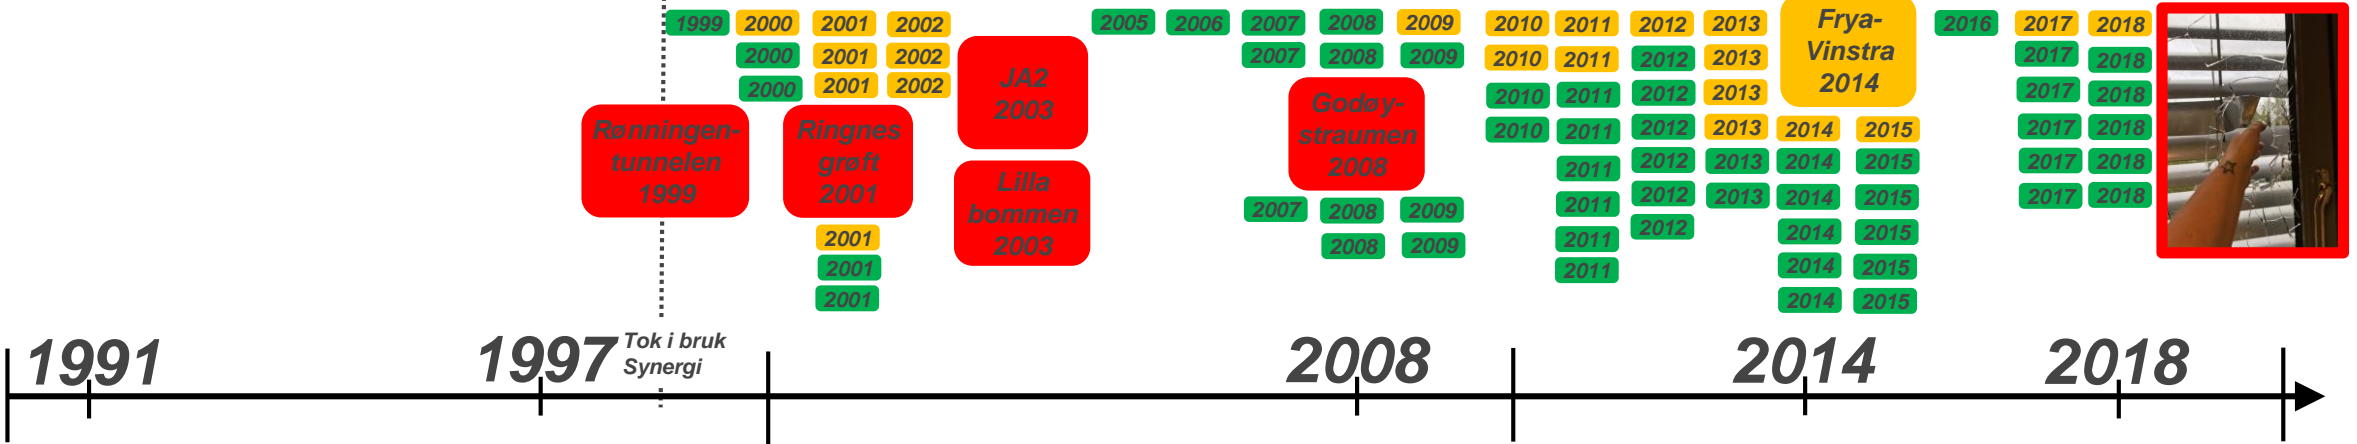 1999 2000 2001 2002 2005 2006 2007 2008 2009 2010 2011 2012 2013 2016 2017 2018
Frya-
Vinstra
2014
2000 2001 2002 2007 2008 2009 2010 2011 2012 2013 2017 2018
2000 2001 2002 2010 2011 2012 2013 2017 2018
JA2
2003
Rønningen-
tunnelen
1999
Ringnes
grøft
2001
Godøy-
straumen
2008
2010 2011 2012 2013 2014 2015 2017 2018
Lilla
bommen
2003
2011 2012 2013 2014 2015 2017 2018
2007 2008 2009 2011 2012 2013 2014 2015 2017 2018
2001 2008 2009 2011 2012 2014 2015
2001 2011 2014 2015
2001 2014 2015
1991 1997 2008 2014 2018
Tok i bruk
Synergi